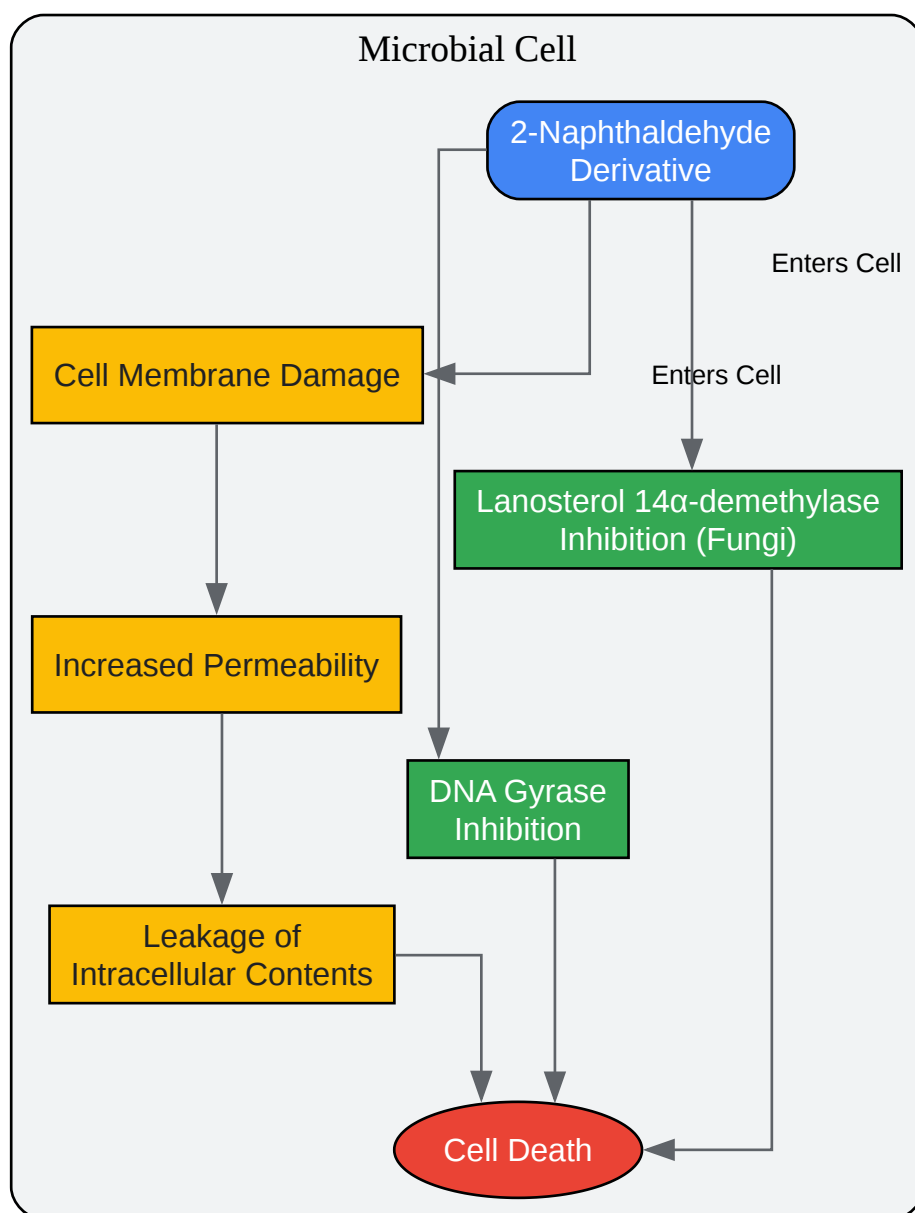 Microbial Cell
2-Naphthaldehyde
Derivative
Enters Cell
Cell Membrane Damage
Enters Cell
Lanosterol 14α-demethylase
Inhibition (Fungi)
Increased Permeability
DNA Gyrase
Inhibition
Leakage of
Intracellular Contents
Cell Death